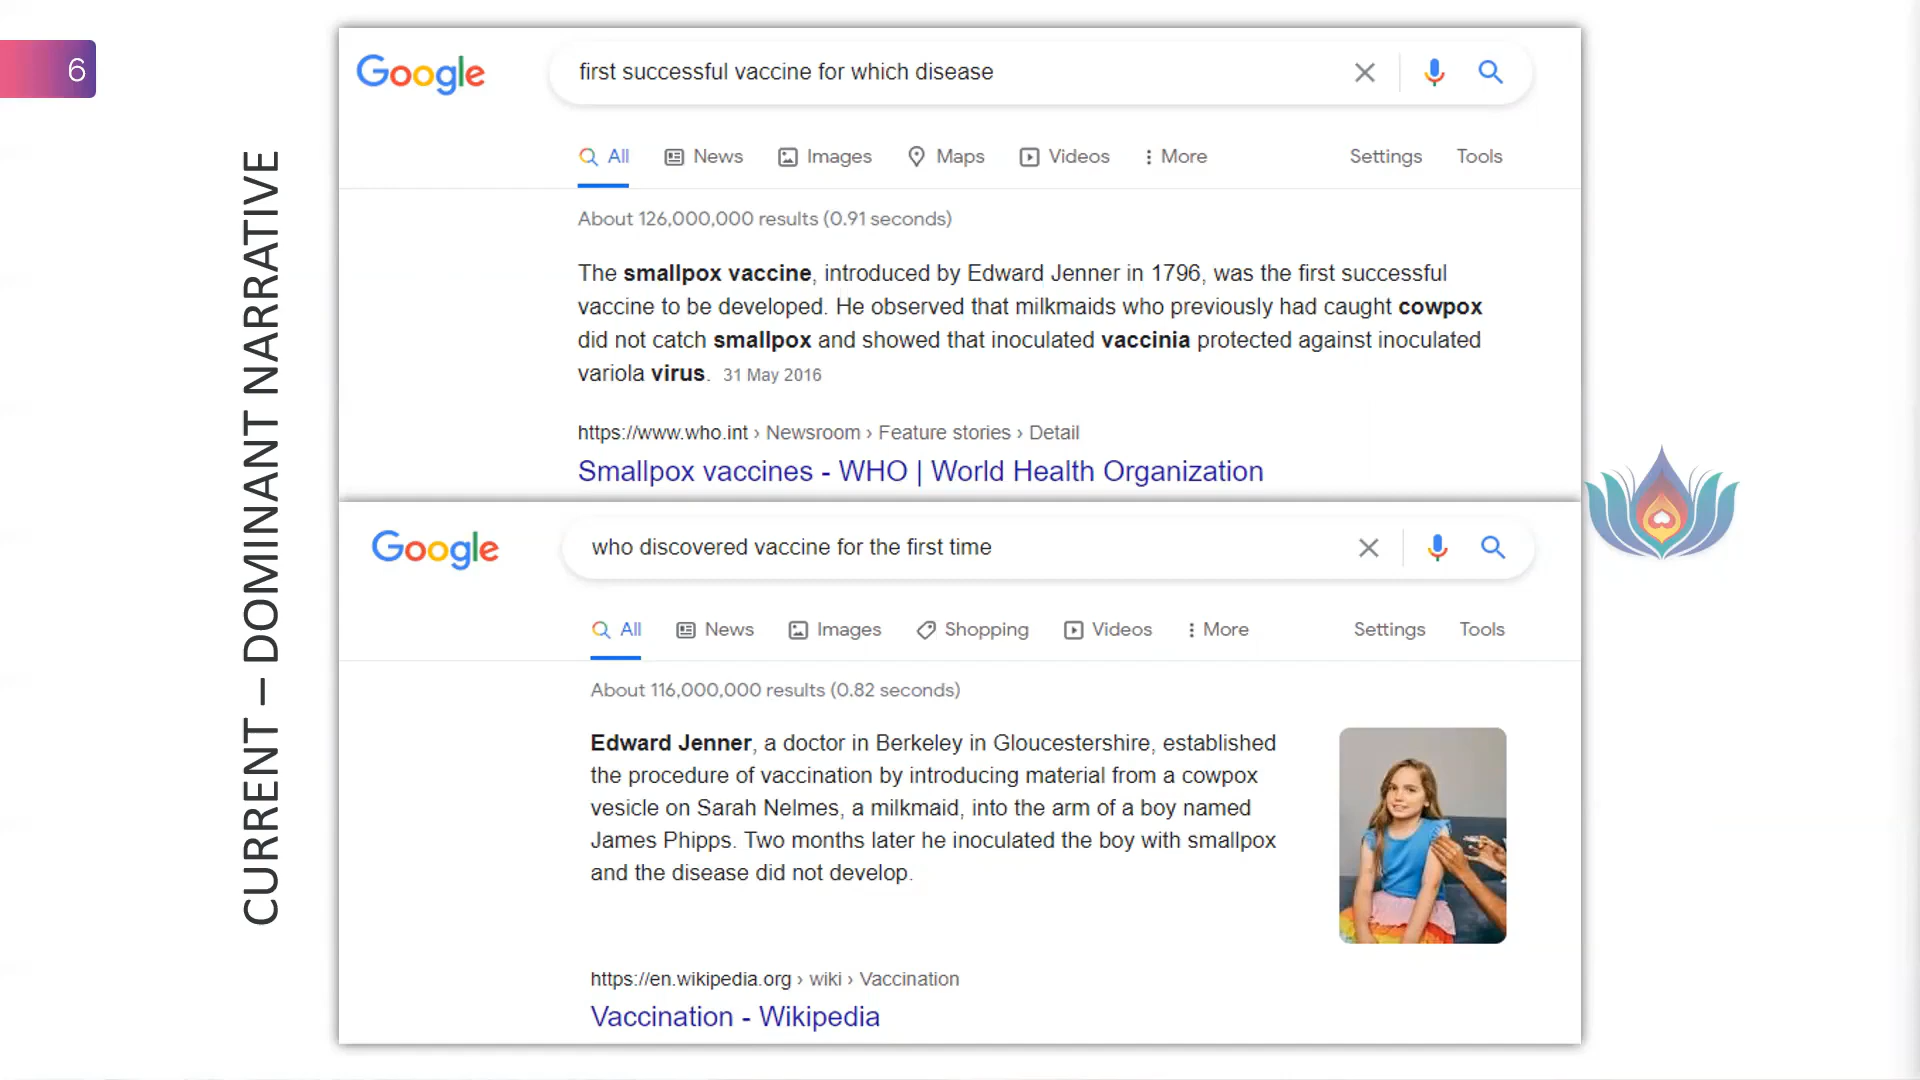 6
CURRENT – DOMINANT NARRATIVE
Google
first successful vaccine for which disease
All News Images Maps Videos More Settings Tools
About 126,000,000 results (0.91 seconds)
The smallpox vaccine, introduced by Edward Jenner in 1796, was the first successful
vaccine to be developed. He observed that milkmaids who previously had caught cowpox
did not catch smallpox and showed that inoculated vaccinia protected against inoculated
variola virus. 31 May 2016
https://www.who.int › Newsroom › Feature stories › Detail
Smallpox vaccines - WHO | World Health Organization
Google
who discovered vaccine for the first time
All News Images Shopping Videos More Settings Tools
About 116,000,000 results (0.82 seconds)
Edward Jenner, a doctor in Berkeley in Gloucestershire, established
the procedure of vaccination by introducing material from a cowpox
vesicle on Sarah Nelmes, a milkmaid, into the arm of a boy named
James Phipps. Two months later he inoculated the boy with smallpox
and the disease did not develop.
https://en.wikipedia.org › wiki › Vaccination
Vaccination - Wikipedia